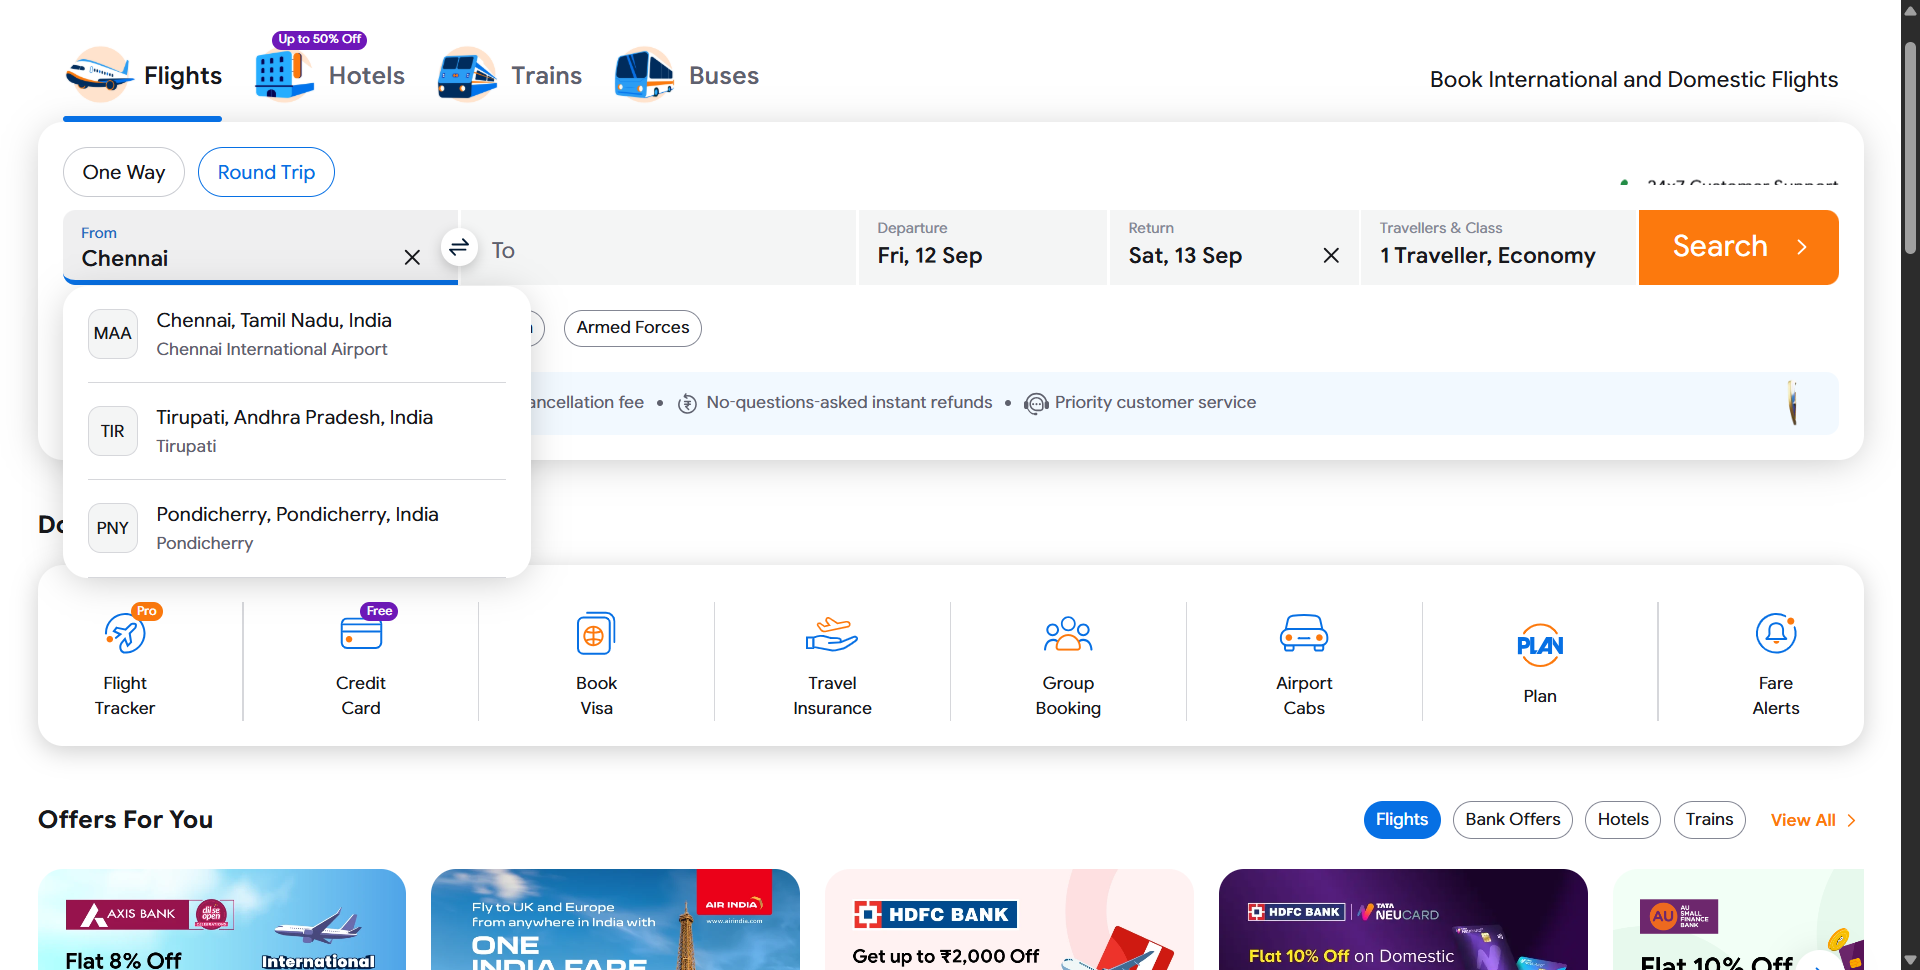 Up to 50% Off
Flights
Hotels
Trains
Buses
Book International and Domestic Flights
One Way
Round Trip
24x7 Customer Support
From
Chennai
To
Departure
Fri, 12 Sep
Return
Sat, 13 Sep
Travellers & Class
1 Traveller, Economy
Search
MAA
Chennai, Tamil Nadu, India
Chennai International Airport
Armed Forces
TIR
Tirupati, Andhra Pradesh, India
Tirupati
ancellation fee • No-questions-asked instant refunds • Priority customer service
PNY
Pondicherry, Pondicherry, India
Pondicherry
Do
Pro
Flight
Tracker
Free
Credit
Card
Book
Visa
Travel
Insurance
Group
Booking
Airport
Cabs
PLAN
Plan
Fare
Alerts
Offers For You
Flights
Bank Offers
Hotels
Trains
View All
AXIS BANK
dil se
open
Flat 8% Off
International
Fly to UK and Europe
from anywhere in India with
ONE
INDIA FARE
AIR INDIA
www.airindia.com
HDFC BANK
Get up to ₹2,000 Off
HDFC BANK
TATA
NEUCARD
Flat 10% Off on Domestic
AU
SMALL
FINANCE
BANK
Flat 10% Off